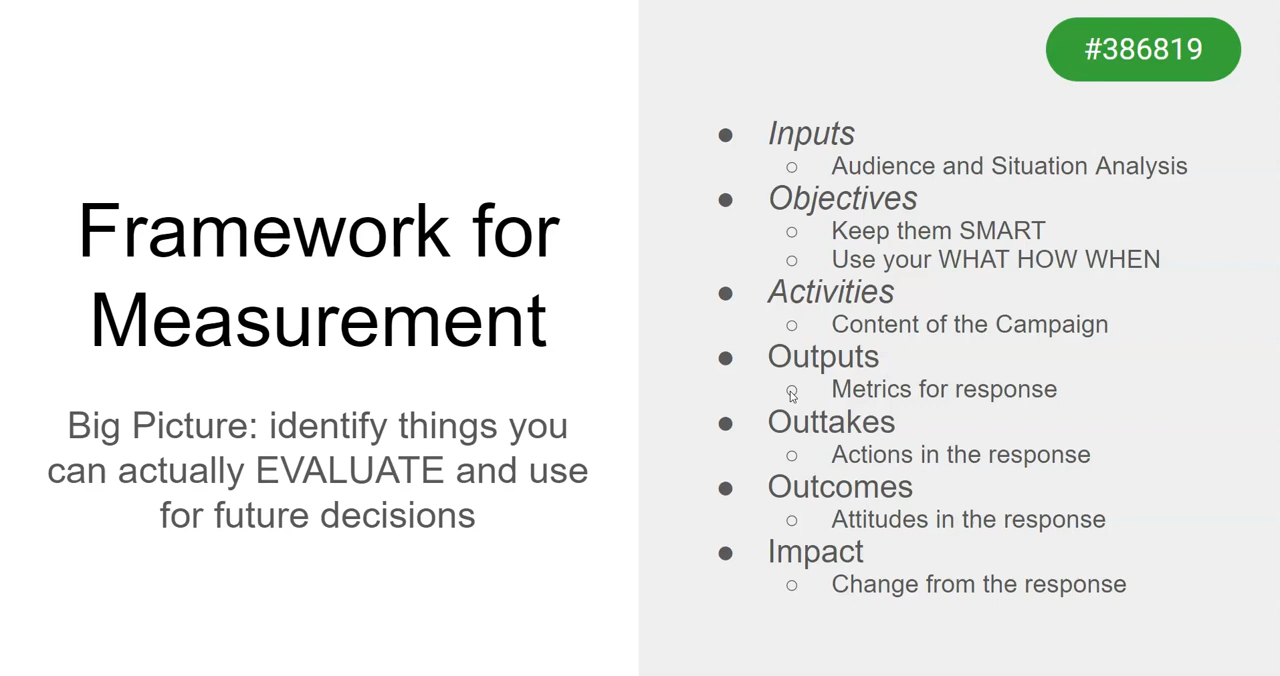 Framework for
Measurement
Big Picture: identify things you
can actually EVALUATE and use
for future decisions
#386819
● Inputs
○ Audience and Situation Analysis
● Objectives
○ Keep them SMART
○ Use your WHAT HOW WHEN
● Activities
○ Content of the Campaign
● Outputs
○ Metrics for response
● Outtakes
○ Actions in the response
● Outcomes
○ Attitudes in the response
● Impact
○ Change from the response